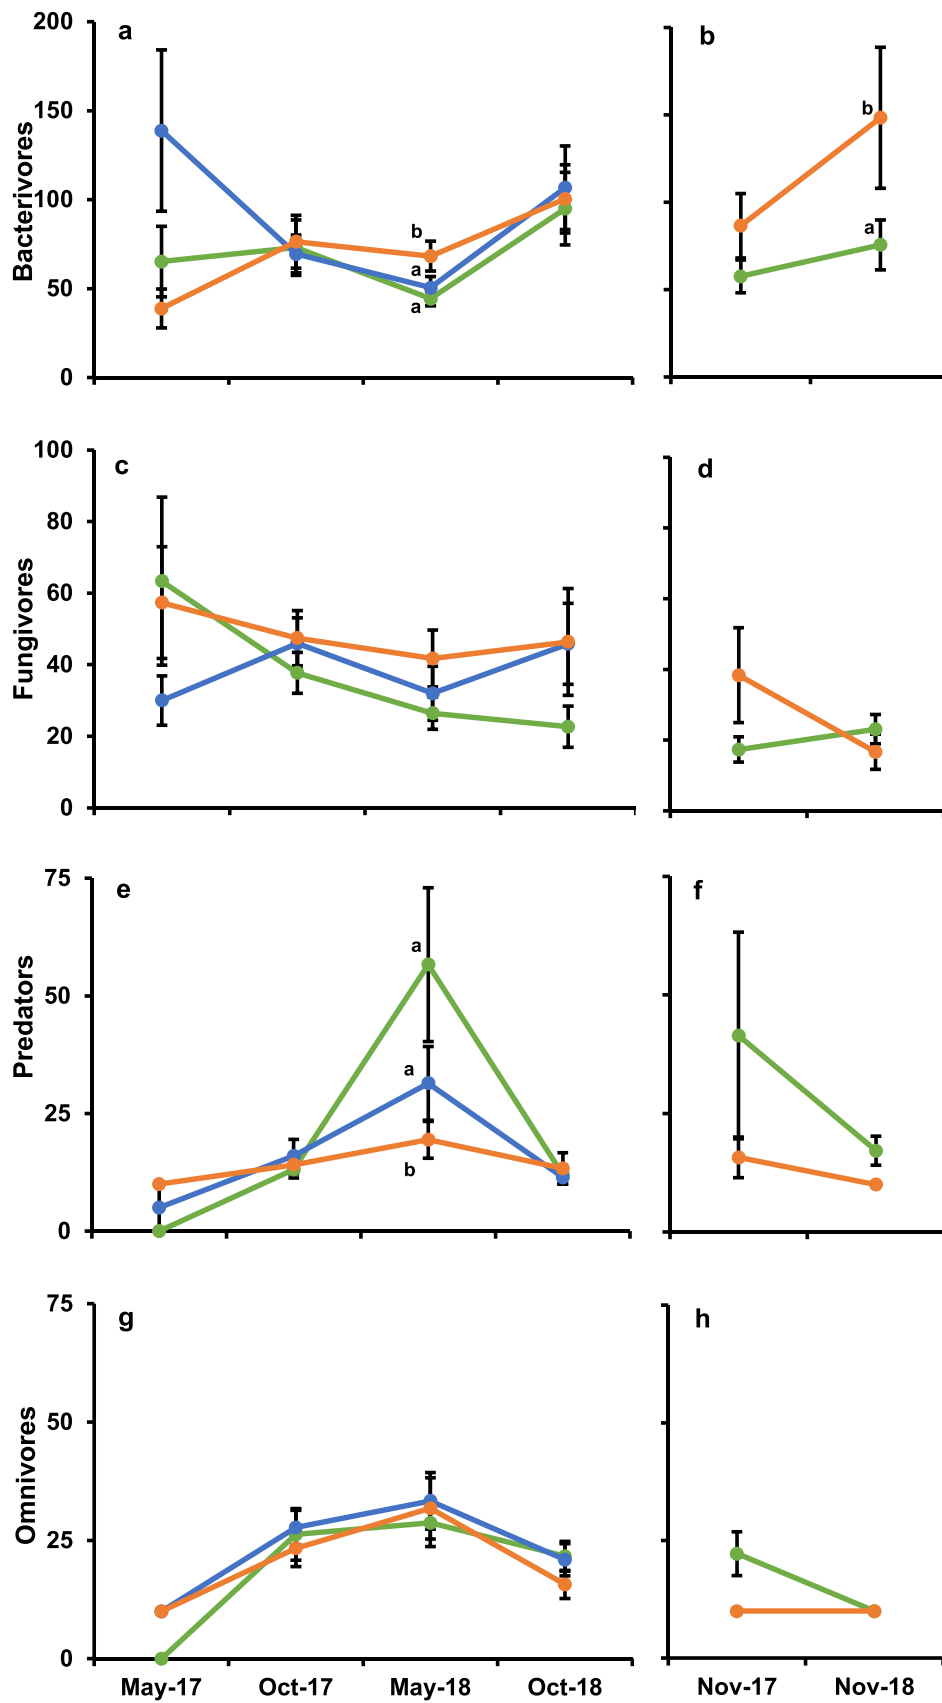 a
b
200
150
100
50
0
Bacterivores
b
a
a
b
a
c
d
100
80
60
40
20
0
Fungivores
e
f
75
50
25
0
Predators
a
a
b
g
h
75
50
25
0
Omnivores
May-17 Oct-17 May-18 Oct-18 Nov-17 Nov-18